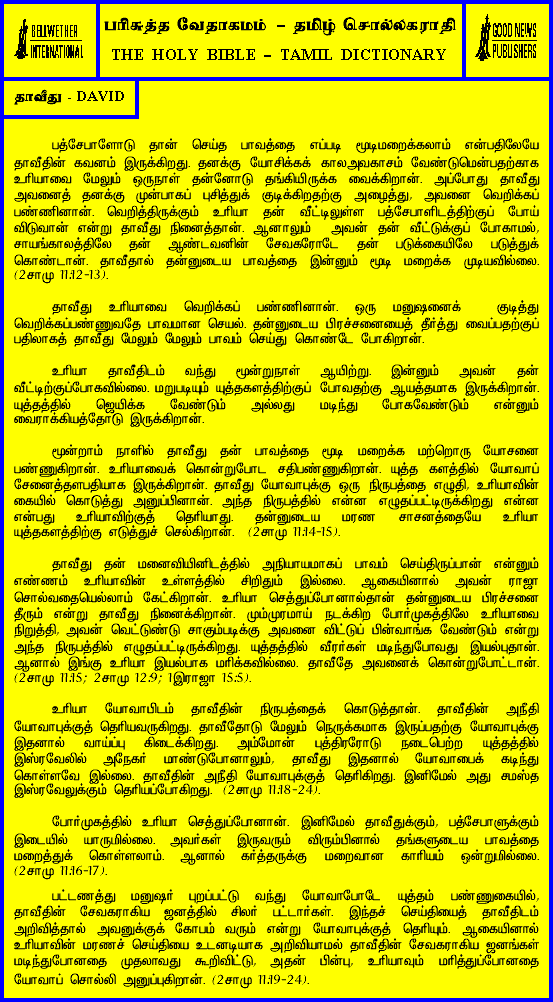 BELLWETHER
INTERNATIONAL
பரிசுத்த வேதாகமம் – தமிழ் சொல்லகராதி
THE HOLY BIBLE – TAMIL DICTIONARY
GOOD NEWS
PUBLISHERS
தாவீது - DAVID
பத்சேபாளோடு தான் செய்த பாவத்தை எப்படி மூடிமறைக்கலாம் என்பதிலேயே
தாவீதின் கவனம் இருக்கிறது. தனக்கு யோசிக்கக் காலஅவகாசம் வேண்டுமென்பதற்காக
உரியாவை மேலும் ஒருநாள் தன்னோடு தங்கியிருக்க வைக்கிறான். அப்போது தாவீது
அவனைத் தனக்கு முன்பாகப் புசித்துக் குடிக்கிறதற்கு அழைத்து, அவனை வெறிக்கப்
பண்ணினான். வெறித்திருக்கும் உரியா தன் வீட்டிலுள்ள பத்சேபாளிடத்திற்குப் போய்
விடுவான் என்று தாவீது நினைத்தான். ஆனாலும் அவன் தன் வீட்டுக்குப் போகாமல்,
சாயங்காலத்திலே தன் ஆண்டவனின் சேவகரோடே தன் படுக்கையிலே படுத்துக்
கொண்டான். தாவீதால் தன்னுடைய பாவத்தை இன்னும் மூடி மறைக்க முடியவில்லை.
(2சாமு 11:12-13).
தாவீது உரியாவை வெறிக்கப் பண்ணினான். ஒரு மனுஷனைக் குடித்து
வெறிக்கப்பண்ணுவதே பாவமான செயல். தன்னுடைய பிரச்சனையைத் தீர்த்து வைப்பதற்குப்
பதிலாகத் தாவீது மேலும் மேலும் பாவம் செய்து கொண்டே போகிறான்.
உரியா தாவீதிடம் வந்து மூன்றுநாள் ஆயிற்று. இன்னும் அவன் தன்
வீட்டிற்குப்போகவில்லை. மறுபடியும் யுத்தகளத்திற்குப் போவதற்கு ஆயத்தமாக இருக்கிறான்.
யுத்தத்தில் ஜெயிக்க வேண்டும் அல்லது மடிந்து போகவேண்டும் என்னும்
வைராக்கியத்தோடு இருக்கிறான்.
மூன்றாம் நாளில் தாவீது தன் பாவத்தை மூடி மறைக்க மற்றொரு யோசனை
பண்ணுகிறான். உரியாவைக் கொன்றுபோட சதிபண்ணுகிறான். யுத்த களத்தில் யோவாப்
சேனைத்தளபதியாக இருக்கிறான். தாவீது யோவாபுக்கு ஒரு நிருபத்தை எழுதி, உரியாவின்
கையில் கொடுத்து அனுப்பினான். அந்த நிருபத்தில் என்ன எழுதப்பட்டிருக்கிறது என்ன
என்பது உரியாவிற்குத் தெரியாது. தன்னுடைய மரண சாசனத்தையே உரியா
யுத்தகளத்திற்கு எடுத்துச் செல்கிறான். (2சாமு 11:14-15).
தாவீது தன் மனைவியினிடத்தில் அநியாயமாகப் பாவம் செய்திருப்பான் என்னும்
எண்ணம் உரியாவின் உள்ளத்தில் சிறிதும் இல்லை. ஆகையினால் அவன் ராஜா
சொல்வதையெல்லாம் கேட்கிறான். உரியா செத்துப்போனால்தான் தன்னுடைய பிரச்சனை
தீரும் என்று தாவீது நினைக்கிறான். மும்முரமாய் நடக்கிற போர்முகத்திலே உரியாவை
நிறுத்தி, அவன் வெட்டுண்டு சாகும்படிக்கு அவனை விட்டுப் பின்வாங்க வேண்டும் என்று
அந்த நிருபத்தில் எழுதப்பட்டிருக்கிறது. யுத்தத்தில் வீரர்கள் மடிந்துபோவது இயல்புதான்.
ஆனால் இங்கு உரியா இயல்பாக மரிக்கவில்லை. தாவீதே அவனைக் கொன்றுபோட்டான்.
(2சாமு 11:15; 2சாமு 12:9; 1இராஜா 15:5).
உரியா யோவாபிடம் தாவீதின் நிருபத்தைக் கொடுத்தான். தாவீதின் அநீதி
யோவாபுக்குத் தெரியவருகிறது. தாவீதோடு மேலும் நெருக்கமாக இருப்பதற்கு யோவாபுக்கு
இதனால் வாய்ப்பு கிடைக்கிறது. அம்மோன் புத்திரரோடு நடைபெற்ற யுத்தத்தில்
இஸ்ரவேலில் அநேகர் மாண்டுபோனாலும், தாவீது இதனால் யோவாபைக் கடிந்து
கொள்ளவே இல்லை. தாவீதின் அநீதி யோவாபுக்குத் தெரிகிறது. இனிமேல் அது சமஸ்த
இஸ்ரவேலுக்கும் தெரியப்போகிறது. (2சாமு 11:18-24).
போர்முகத்தில் உரியா செத்துப்போனான். இனிமேல் தாவீதுக்கும், பத்சேபாளுக்கும்
இடையில் யாருமில்லை. அவர்கள் இருவரும் விரும்பினால் தங்களுடைய பாவத்தை
மறைத்துக் கொள்ளலாம். ஆனால் கர்த்தருக்கு மறைவான காரியம் ஒன்றுமில்லை.
(2சாமு 11:16-17).
பட்டணத்து மனுஷர் புறப்பட்டு வந்து யோவாபோடே யுத்தம் பண்ணுகையில்,
தாவீதின் சேவகராகிய ஜனத்தில் சிலர் பட்டார்கள். இந்தச் செய்தியைத் தாவீதிடம்
அறிவித்தால் அவனுக்குக் கோபம் வரும் என்று யோவாபுக்குத் தெரியும். ஆகையினால்
உரியாவின் மரணச் செய்தியை உடனடியாக அறிவியாமல் தாவீதின் சேவகராகிய ஜனங்கள்
மடிந்துபோனதை முதலாவது கூறிவிட்டு, அதன் பின்பு, உரியாவும் மரித்துப்போனதை
யோவாப் சொல்லி அனுப்புகிறான். (2சாமு 11:19-24).